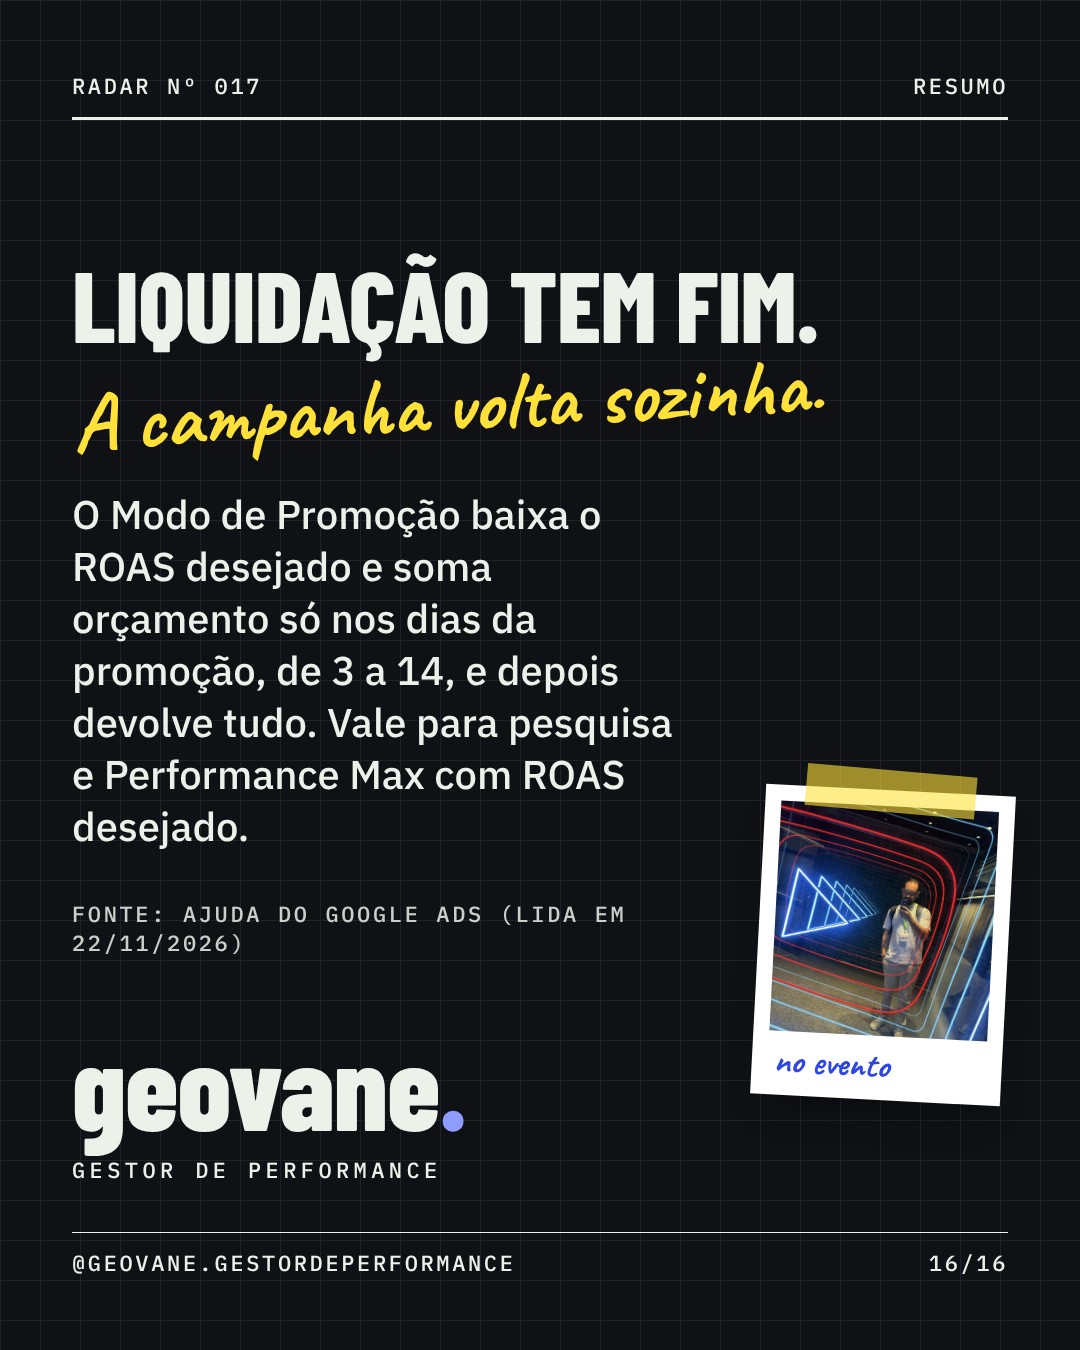 RADAR Nº 017
RESUMO
LIQUIDAÇÃO TEM FIM.
A campanha volta sozinha.
O Modo de Promoção baixa o
ROAS desejado e soma
orçamento só nos dias da
promoção, de 3 a 14, e depois
devolve tudo. Vale para pesquisa
e Performance Max com ROAS
desejado.
FONTE: AJUDA DO GOOGLE ADS (LIDA EM
22/11/2026)
no evento
geovane.
GESTOR DE PERFORMANCE
@GEOVANE.GESTORDEPERFORMANCE
16/16